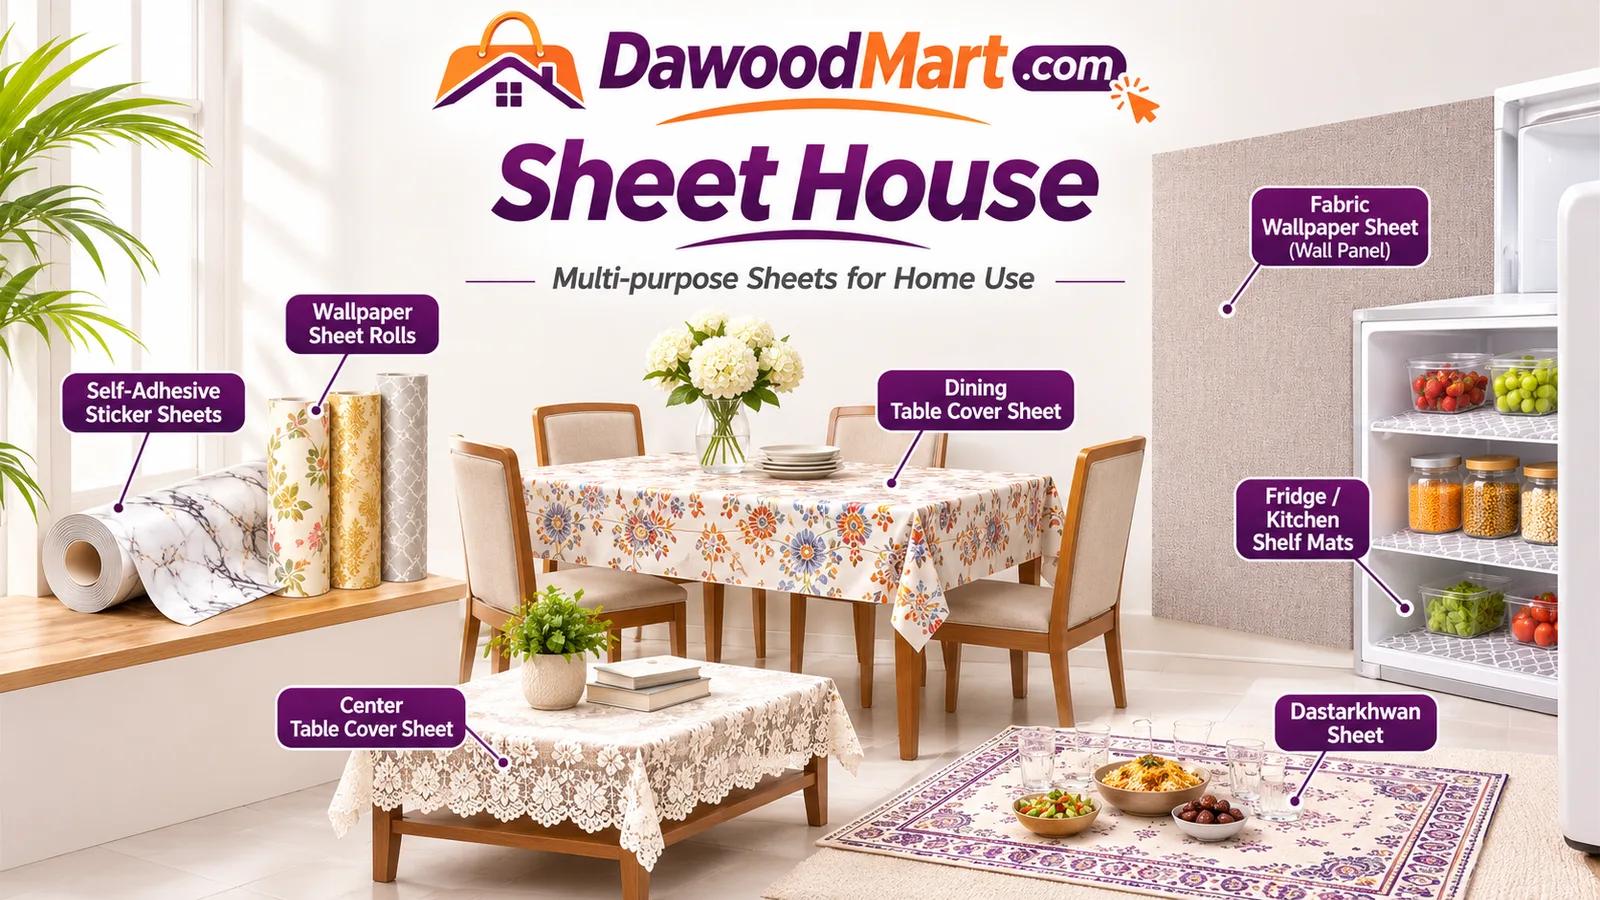 DawoodMart.com
Sheet House
Multi-purpose Sheets for Home Use
Fabric
Wallpaper Sheet
(Wall Panel)
Wallpaper
Sheet Rolls
Self-Adhesive
Sticker Sheets
Dining
Table Cover Sheet
Fridge /
Kitchen
Shelf Mats
Center
Table Cover Sheet
Dastarkhwan
Sheet